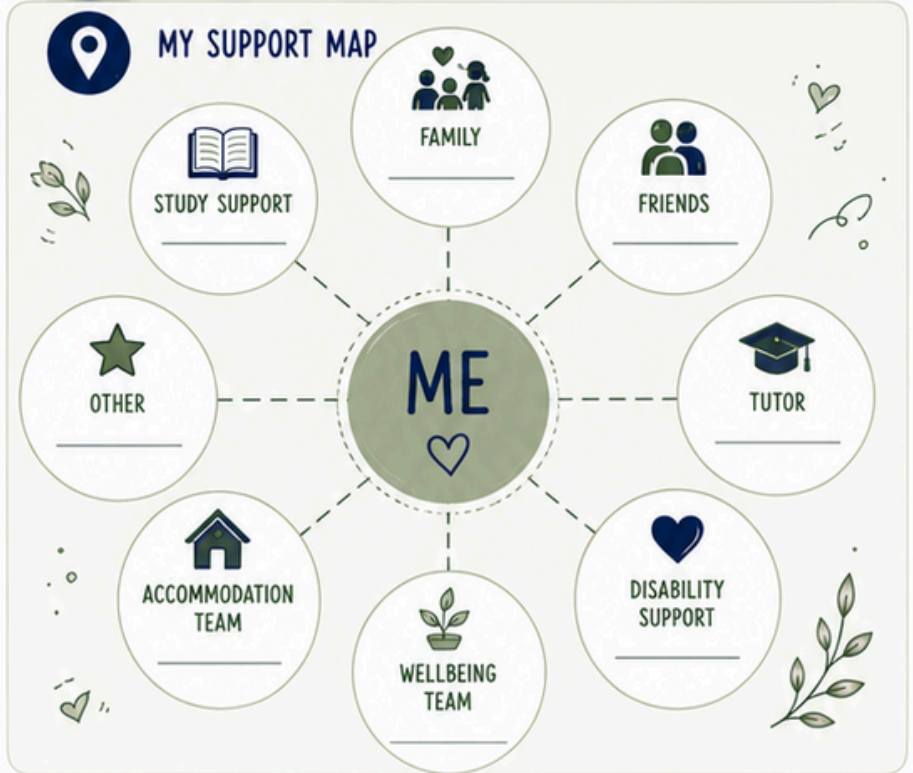 MY SUPPORT MAP
FAMILY
STUDY SUPPORT
FRIENDS
ME
OTHER
TUTOR
ACCOMMODATION
TEAM
DISABILITY
SUPPORT
WELLBEING
TEAM